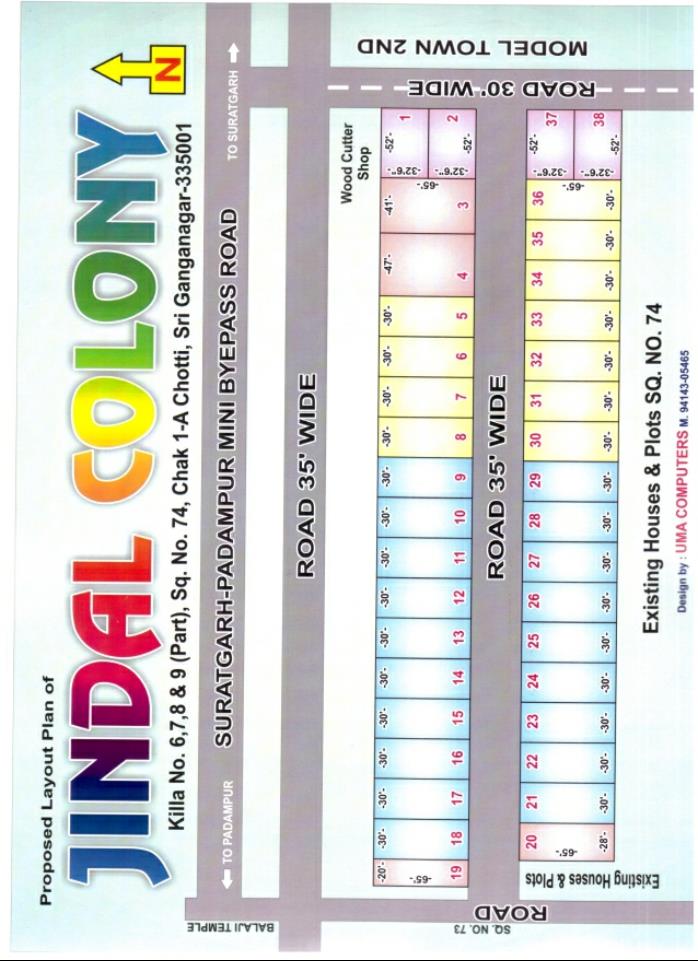 Proposed Layout Plan of
JINDAL COLONY
N
Killa No. 6,7,8 & 9 (Part), Sq. No. 74, Chak 1-A Chotti, Sri Ganganagar-335001
← TO PADAMPUR
SURATGARH-PADAMPUR MINI BYEPASS ROAD
TO SURATGARH →
BALAJI TEMPLE
ROAD 35' WIDE
MODEL TOWN 2ND
Wood Cutter
Shop
-20'- -30'- -30'- -30'- -30'- -30'- -30'- -30'- -30'- -30'- -30'- -30'- -30'- -30'- -30'- -47'- -41'- -52'-
1
-32'6"-
-65'-
-65'-
-52'-
2
-32'6"-
19 18 17 16 15 14 13 12 11 10 9 8 7 6 5 4 3
ROAD 30' WIDE
ROAD 35' WIDE
SQ. NO. 73
ROAD
20 21 22 23 24 25 26 27 28 29 30 31 32 33 34 35 36
-52'-
37
-32'6"-
-65'-
-65'-
-52'-
38
-32'6"-
-28'- -30'- -30'- -30'- -30'- -30'- -30'- -30'- -30'- -30'- -30'- -30'- -30'- -30'- -30'- -30'- -30'-
Existing Houses & Plots
Existing Houses & Plots SQ. NO. 74
Design by : UMA COMPUTERS M. 94143-05465